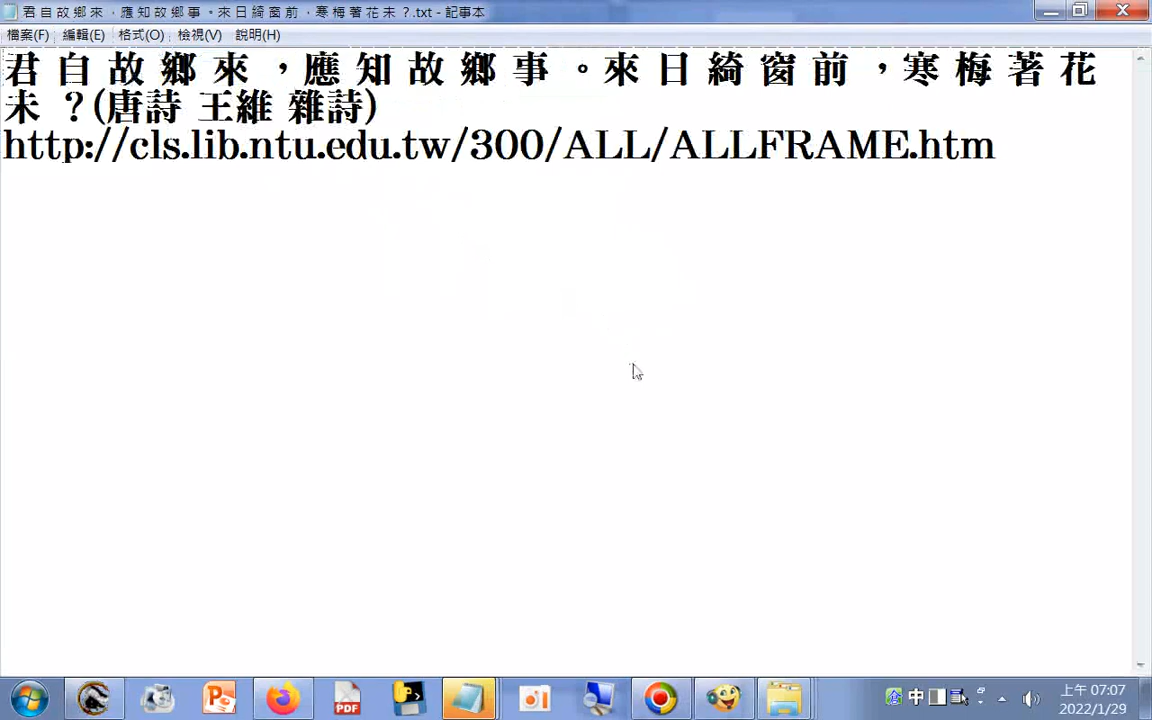 君 自 故 鄉 來 ，應 知 故 鄉 事 。來 日 綺 窗 前 ，寒 梅 著 花 未 ？.txt - 記事本
檔案(F) 編輯(E) 格式(O) 檢視(V) 說明(H)
君 自 故 鄉 來 ，應 知 故 鄉 事 。來 日 綺 窗 前 ，寒 梅 著 花
未 ？(唐詩 王維 雜詩)
http://cls.lib.ntu.edu.tw/300/ALL/ALLFRAME.htm
PDF
中
上午 07:07
2022/1/29